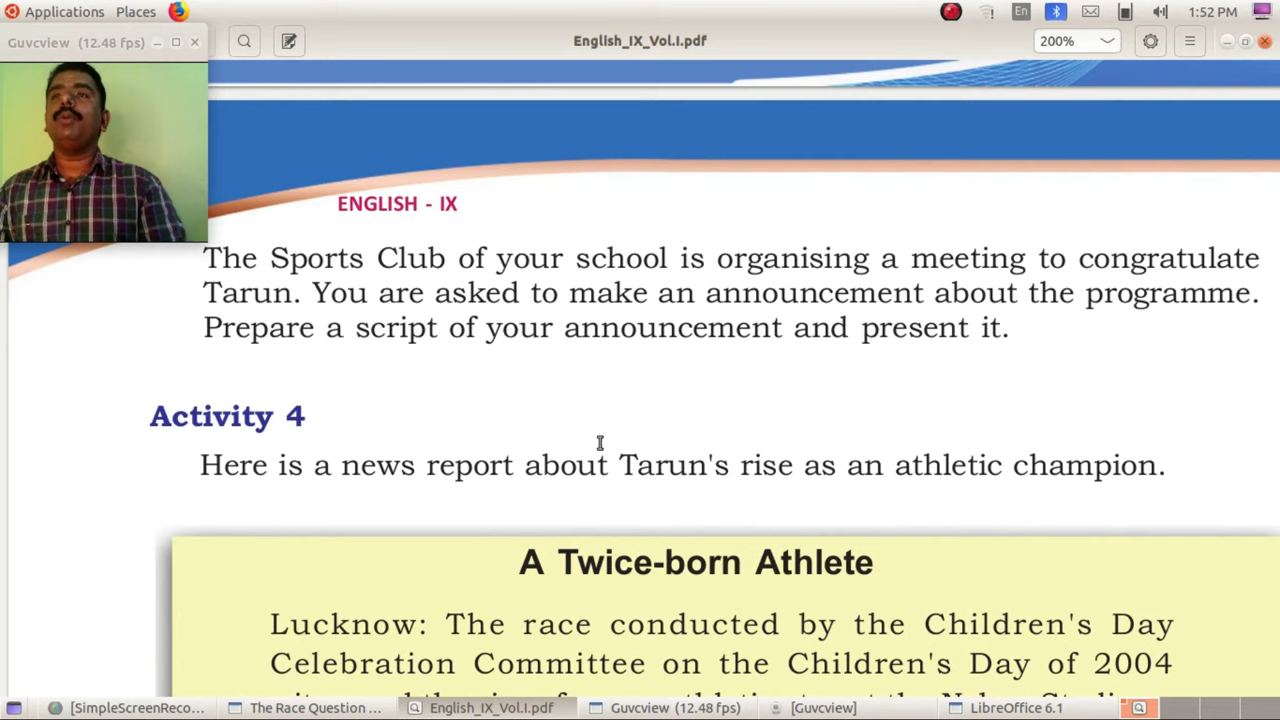 Applications Places
En
1:52 PM
Guvcview (12.48 fps)
English_IX_Vol.I.pdf
200%
ENGLISH - IX
The Sports Club of your school is organising a meeting to congratulate
Tarun. You are asked to make an announcement about the programme.
Prepare a script of your announcement and present it.
Activity 4
Here is a news report about Tarun's rise as an athletic champion.
A Twice-born Athlete
Lucknow: The race conducted by the Children's Day
Celebration Committee on the Children's Day of 2004
[SimpleScreenReco...
The Race Question ...
English_IX_Vol.I.pdf
Guvcview (12.48 fps)
[Guvcview]
LibreOffice 6.1